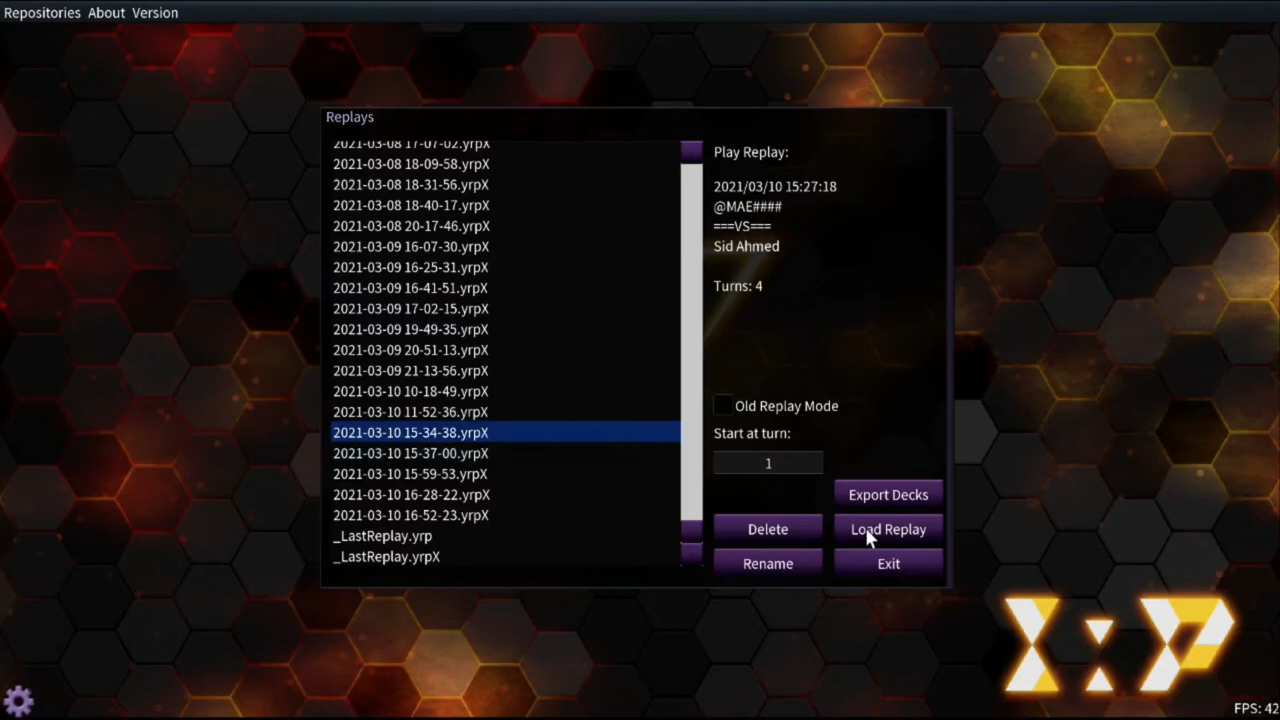 Repositories About Version
Replays
2021-03-08 17-07-02.yrpX
2021-03-08 18-09-58.yrpX
2021-03-08 18-31-56.yrpX
2021-03-08 18-40-17.yrpX
2021-03-08 20-17-46.yrpX
2021-03-09 16-07-30.yrpX
2021-03-09 16-25-31.yrpX
2021-03-09 16-41-51.yrpX
2021-03-09 17-02-15.yrpX
2021-03-09 19-49-35.yrpX
2021-03-09 20-51-13.yrpX
2021-03-09 21-13-56.yrpX
2021-03-10 10-18-49.yrpX
2021-03-10 11-52-36.yrpX
2021-03-10 15-34-38.yrpX
2021-03-10 15-37-00.yrpX
2021-03-10 15-59-53.yrpX
2021-03-10 16-28-22.yrpX
2021-03-10 16-52-23.yrpX
_LastReplay.yrp
_LastReplay.yrpX
Play Replay:
2021/03/10 15:27:18
@MAE####
===VS===
Sid Ahmed
Turns: 4
Old Replay Mode
Start at turn:
1
Export Decks
Delete
Load Replay
Rename
Exit
X:P
FPS: 42